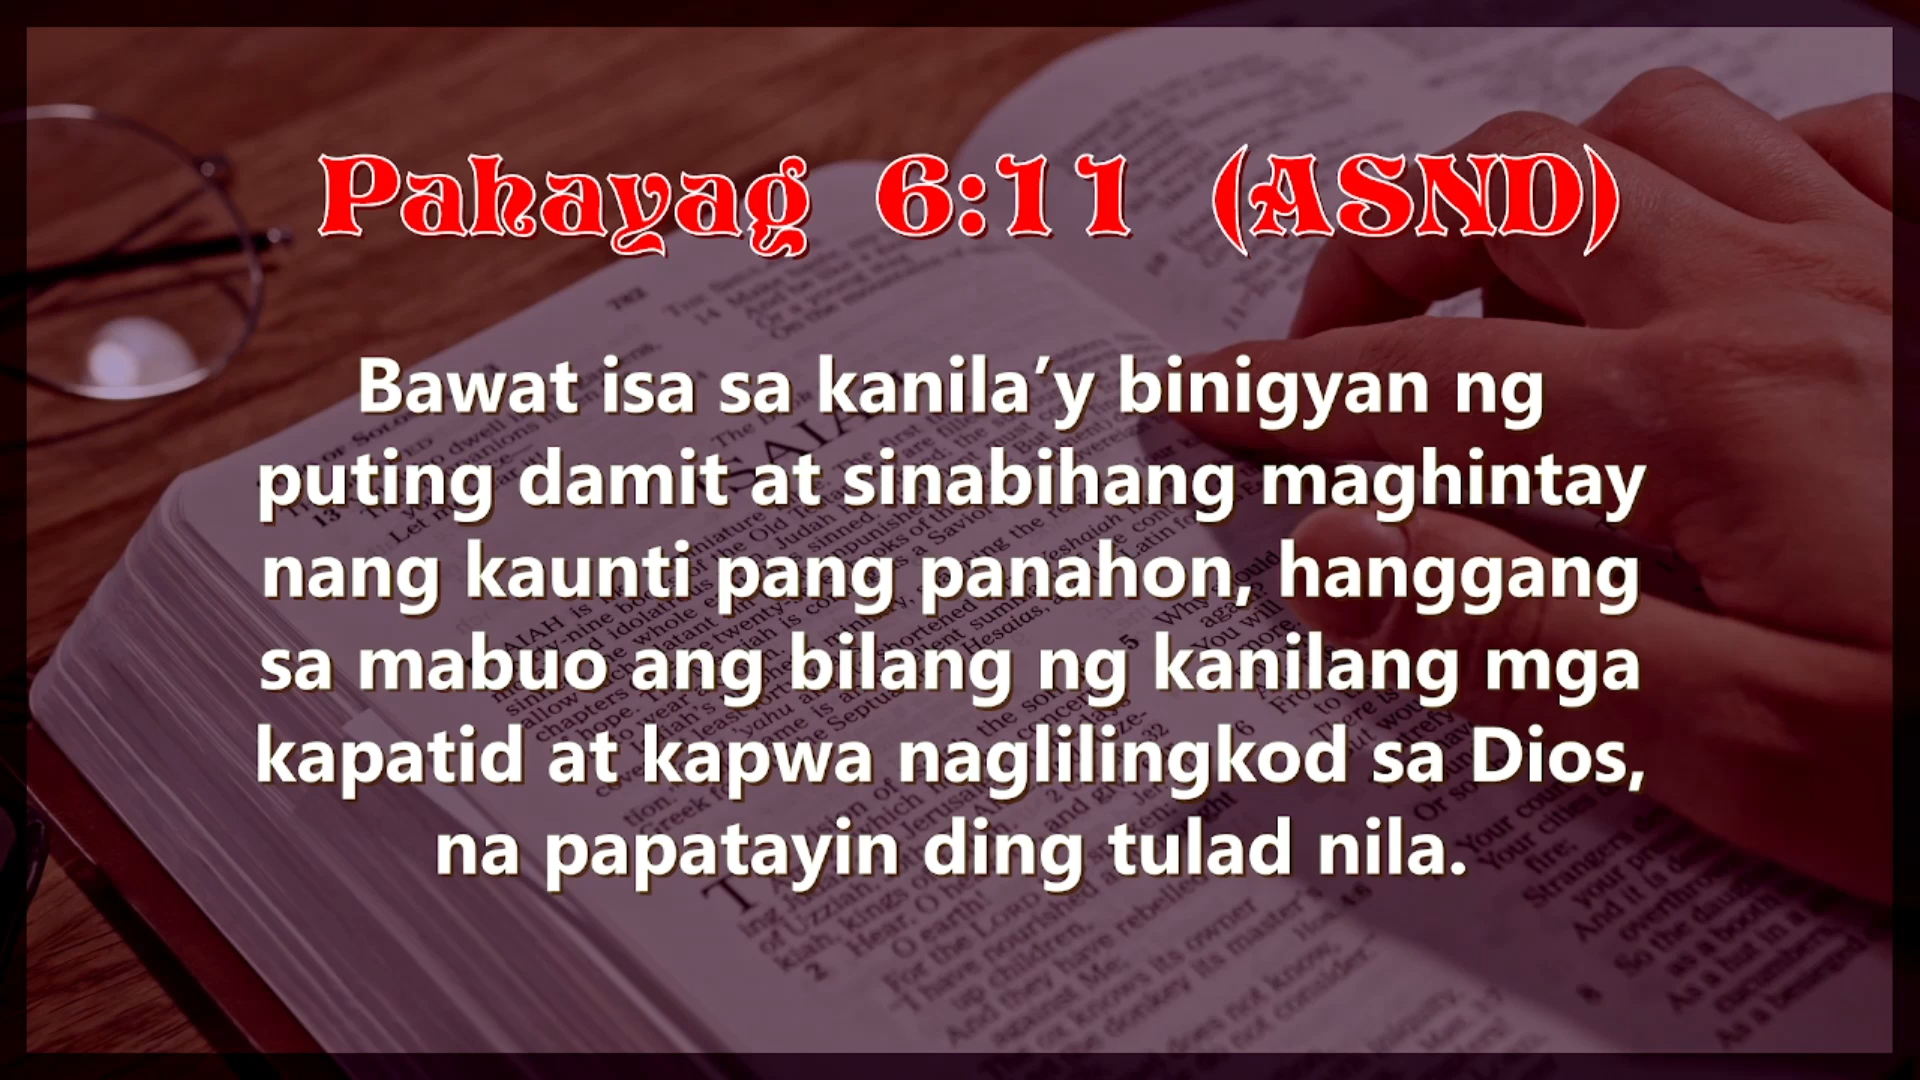 Pahayag 6:11 (ASND)
Bawat isa sa kanila’y binigyan ng
puting damit at sinabihang maghintay
nang kaunti pang panahon, hanggang
sa mabuo ang bilang ng kanilang mga
kapatid at kapwa naglilingkod sa Dios,
na papatayin ding tulad nila.